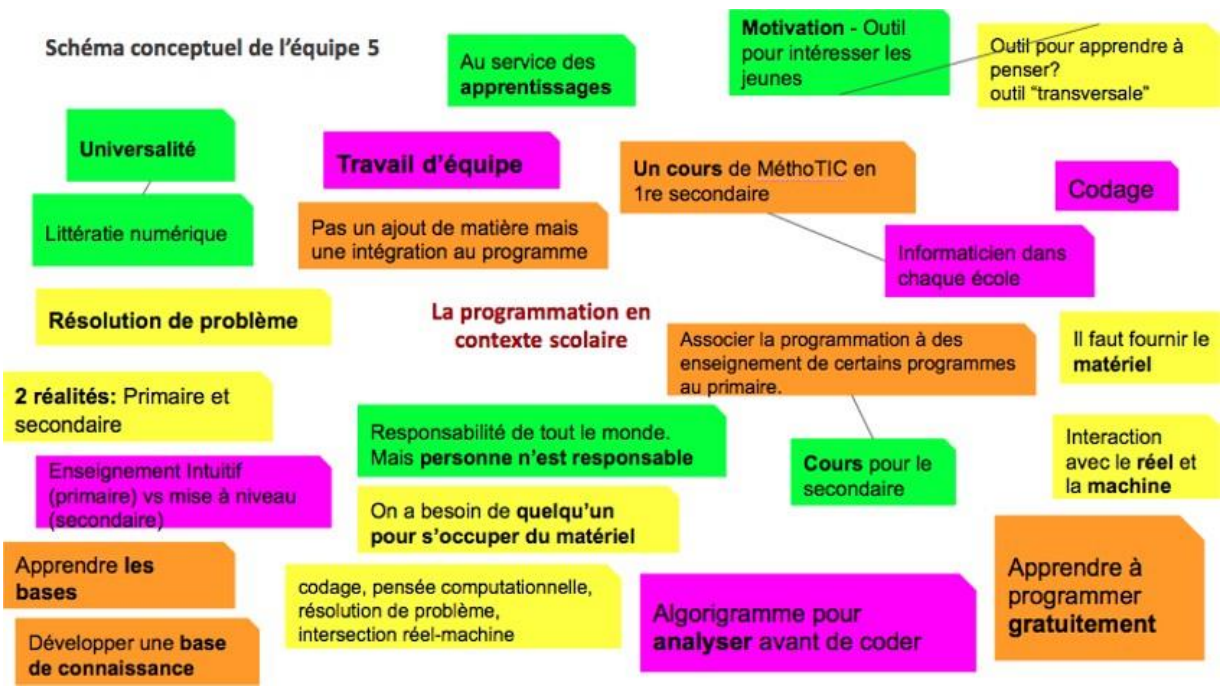 Schéma conceptuel de l'équipe 5
Au service des
apprentissages
Motivation - Outil
pour intéresser les
jeunes
Outil pour apprendre à
penser?
outil "transversale"
Universalité
Travail d'équipe
Un cours de MéthoTIC en
1re secondaire
Codage
Littératie numérique
Pas un ajout de matière mais
une intégration au programme
Informaticien dans
chaque école
Résolution de problème
La programmation en
contexte scolaire
Associer la programmation à des
enseignement de certains programmes
au primaire.
Il faut fournir le
matériel
2 réalités: Primaire et
secondaire
Responsabilité de tout le monde.
Mais personne n'est responsable
Cours pour le
secondaire
Interaction
avec le réel et
la machine
Enseignement Intuitif
(primaire) vs mise à niveau
(secondaire)
On a besoin de quelqu'un
pour s'occuper du matériel
Apprendre les
bases
codage, pensée computationnelle,
résolution de problème,
intersection réel-machine
Algorigramme pour
analyser avant de coder
Apprendre à
programmer
gratuitement
Développer une base
de connaissance